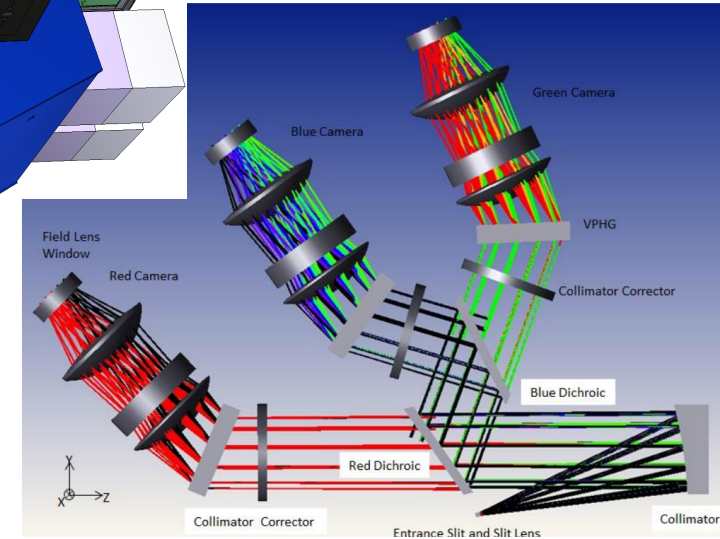 Green Camera
Blue Camera
VPHG
Field Lens
Window
Red Camera
Collimator Corrector
Blue Dichroic
Red Dichroic
Y
X
Z
Collimator Corrector
Collimator
Entrance Slit and Slit Lens